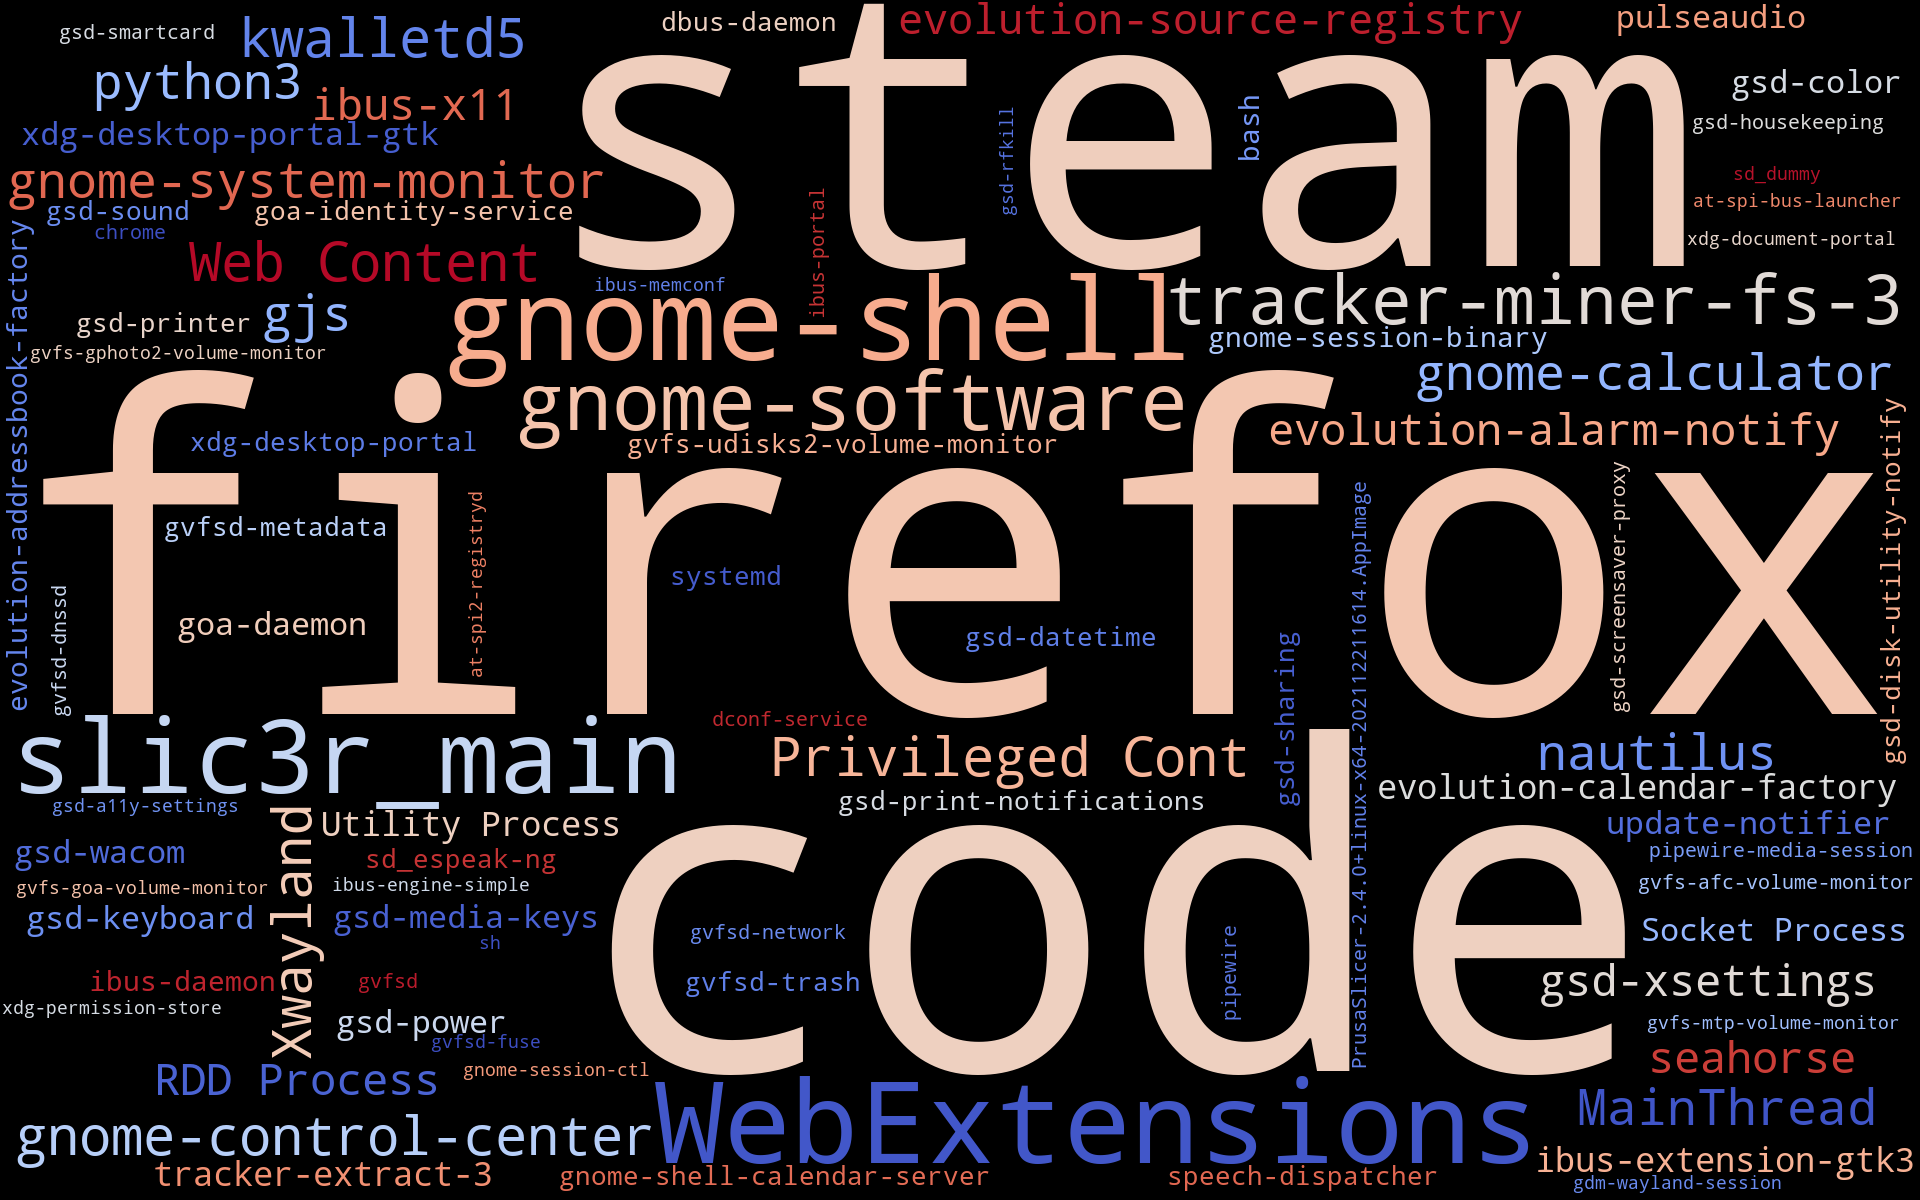 gsd-smartcard
kwalletd5
dbus-daemon
evolution-source-registry
pulseaudio
python3
ibus-x11
steam
gsd-color
xdg-desktop-portal-gtk
gsd-rfkill
bash
gsd-housekeeping
gnome-system-monitor
sd_dummy
gsd-sound
goa-identity-service
at-spi-bus-launcher
chrome
ibus-portal
xdg-document-portal
evolution-addressbook-factory
Web Content
ibus-memconf
gnome-shell
tracker-miner-fs-3
gsd-printer
gjs
gnome-session-binary
gvfs-gphoto2-volume-monitor
gnome-software
gnome-calculator
firefox
xdg-desktop-portal
gvfs-udisks2-volume-monitor
evolution-alarm-notify
gsd-disk-utility-notify
gvfsd-metadata
at-spi2-registryd
gsd-screensaver-proxy
PrusaSlicer-2.4.0+linux-x64-202112211614.AppImage
systemd
gvfsd-dnssd
goa-daemon
gsd-datetime
gsd-sharing
dconf-service
slic3r_main
Privileged Cont
nautilus
gsd-a11y-settings
gsd-print-notifications
evolution-calendar-factory
Xwayland
Utility Process
code
update-notifier
gsd-wacom
sd_espeak-ng
pipewire-media-session
gvfs-goa-volume-monitor
ibus-engine-simple
gvfs-afc-volume-monitor
gsd-keyboard
gsd-media-keys
gvfsd-network
Socket Process
sh
pipewire
ibus-daemon
gvfsd
gvfsd-trash
gsd-xsettings
xdg-permission-store
gsd-power
gvfs-mtp-volume-monitor
gvfsd-fuse
seahorse
RDD Process
gnome-session-ctl
WebExtensions
MainThread
gnome-control-center
ibus-extension-gtk3
tracker-extract-3
gnome-shell-calendar-server
speech-dispatcher
gdm-wayland-session